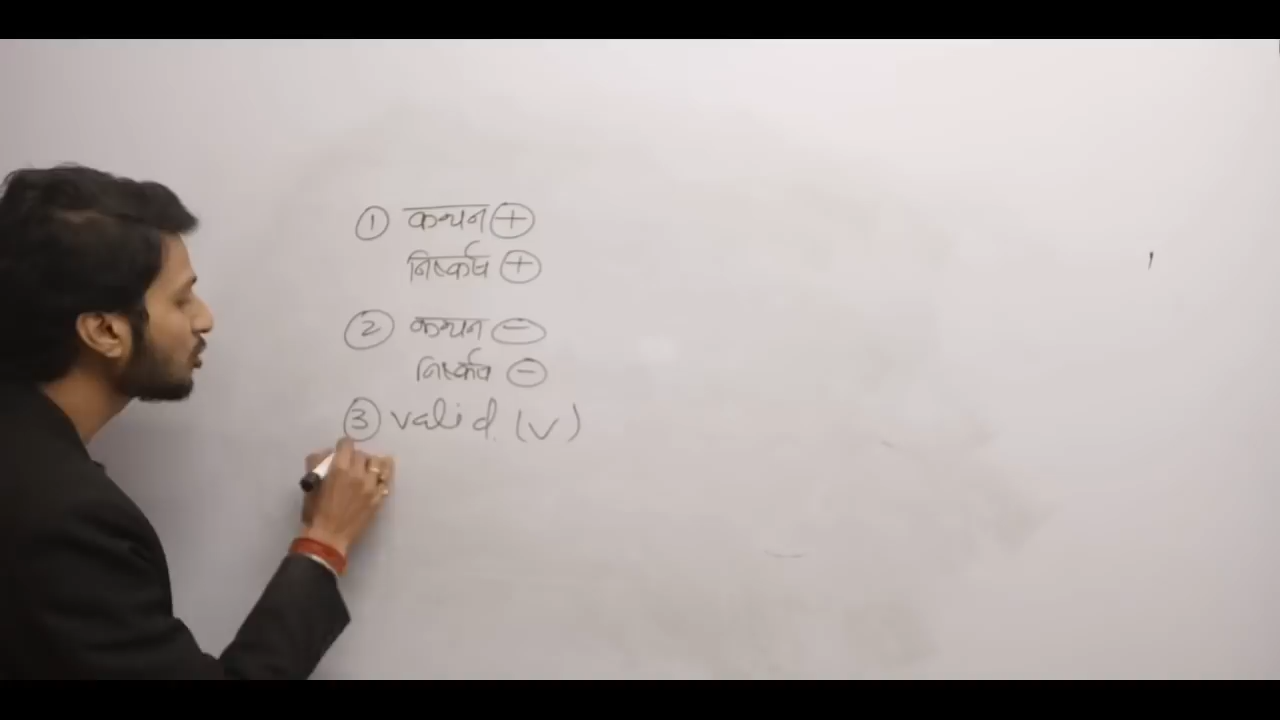 ① कथन ⊕
निष्कर्ष ⊕
② कथन ⊖
निष्कर्ष ⊖
③ valid. (v)